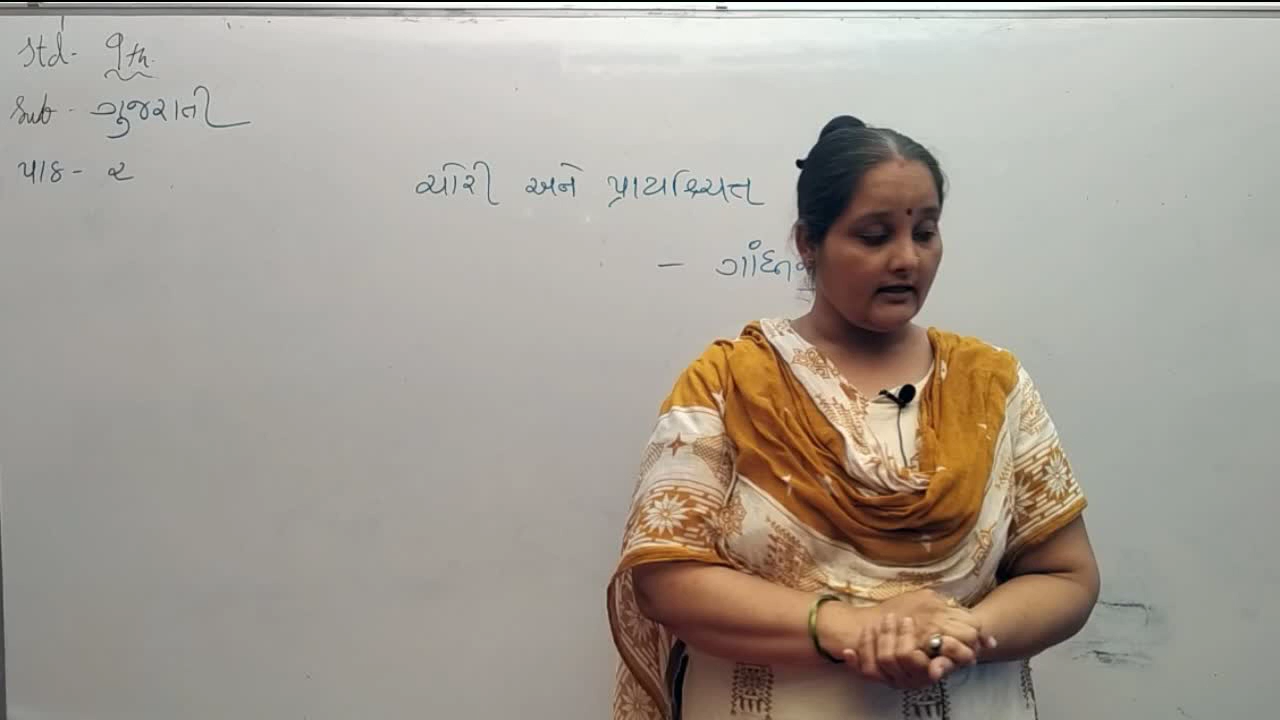 Std- 9th.
Sub - ગુજરાતી
પાઠ- ૨
ચોરી અને પ્રાયશ્ચિત
-